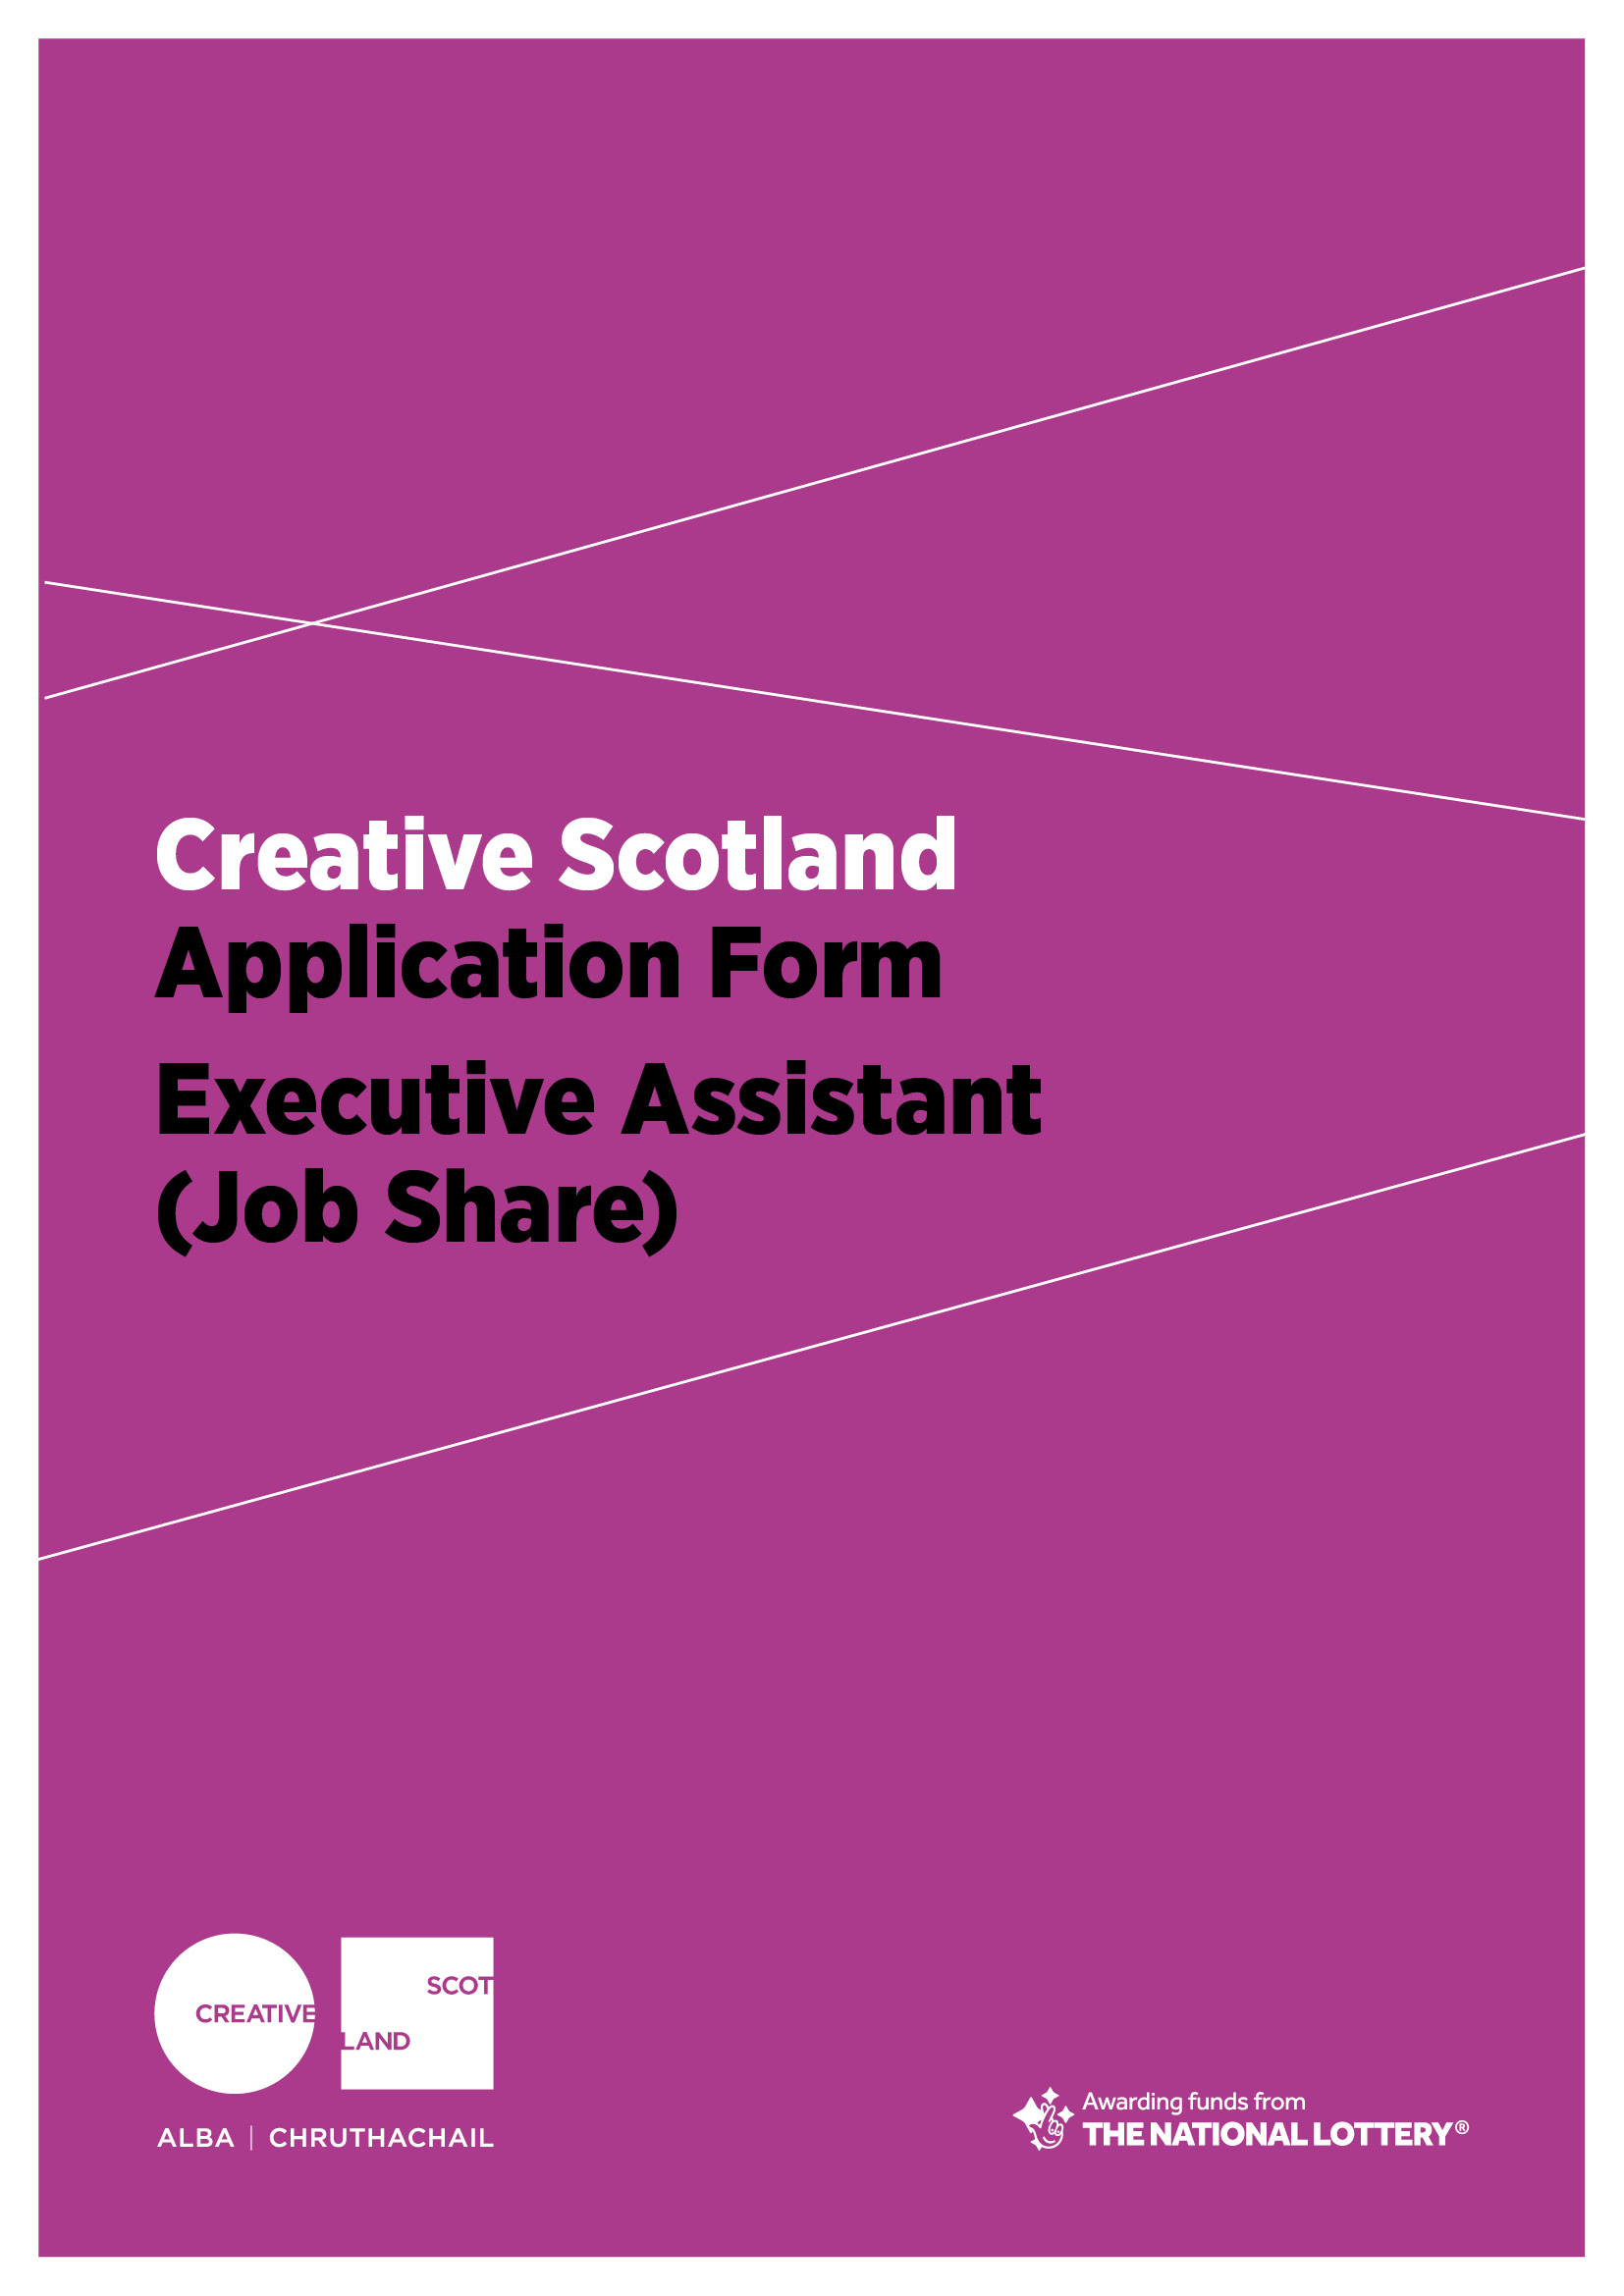 Creative Scotland
Application Form
Executive Assistant
(Job Share)
SCOT
CREATIVE
LAND
ALBA | CHRUTHACHAIL
Awarding funds from
THE NATIONAL LOTTERY®